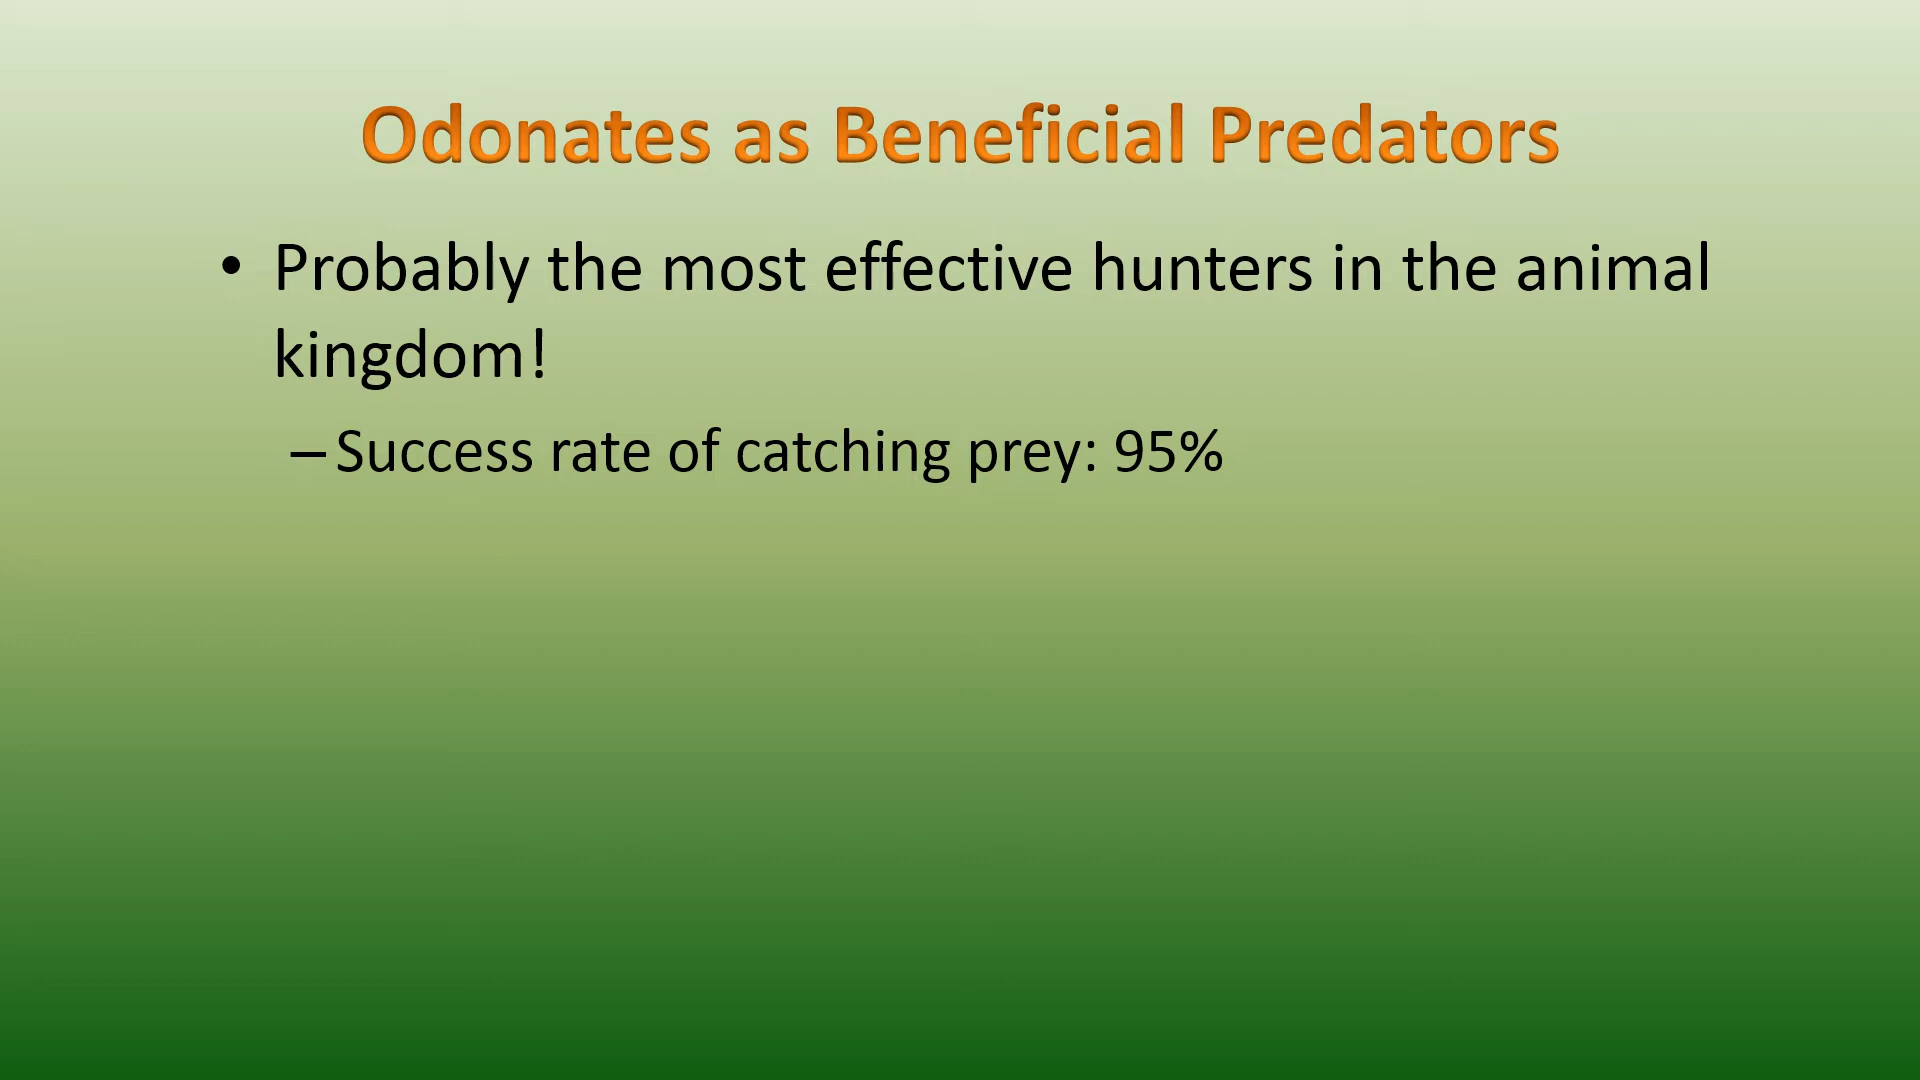 Odonates as Beneficial Predators
• Probably the most effective hunters in the animal
kingdom!
– Success rate of catching prey: 95%